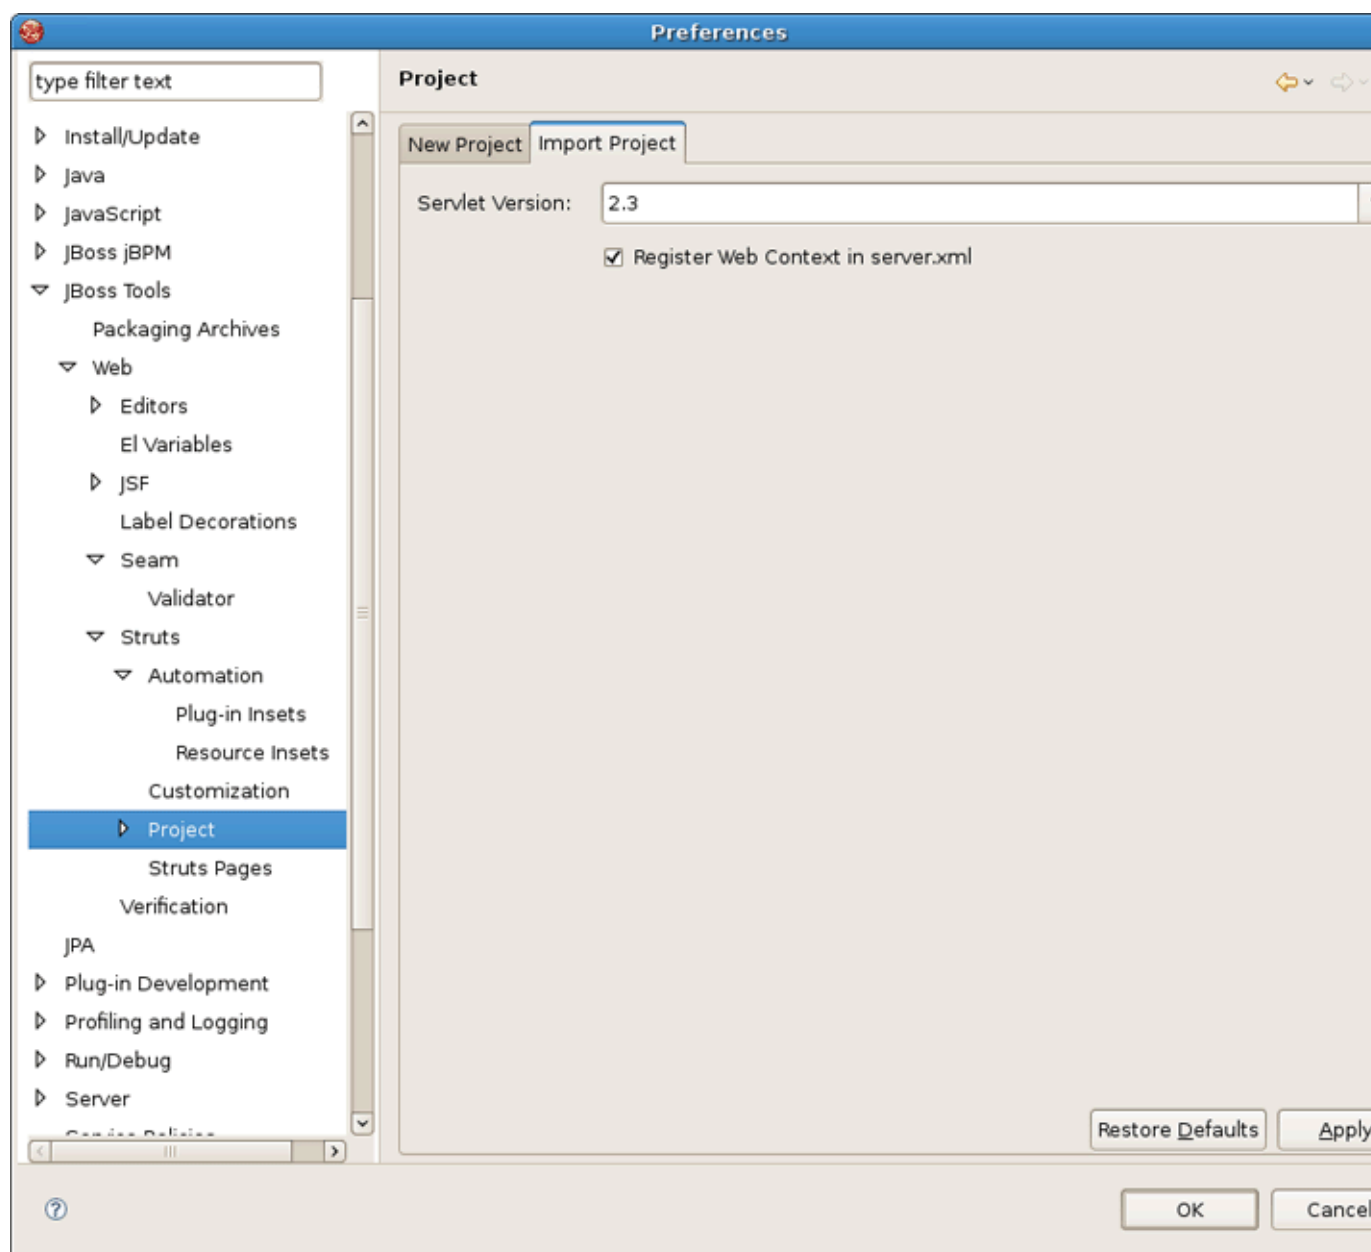 Preferences
type filter text
Install/Update
Java
JavaScript
JBoss jBPM
JBoss Tools
Packaging Archives
Web
Editors
El Variables
JSF
Label Decorations
Seam
Validator
Struts
Automation
Plug-in Insets
Resource Insets
Customization
Project
Struts Pages
Verification
JPA
Plug-in Development
Profiling and Logging
Run/Debug
Server
Project
New Project Import Project
Servlet Version: 2.3
Register Web Context in server.xml
Restore Defaults Apply
OK Cancel